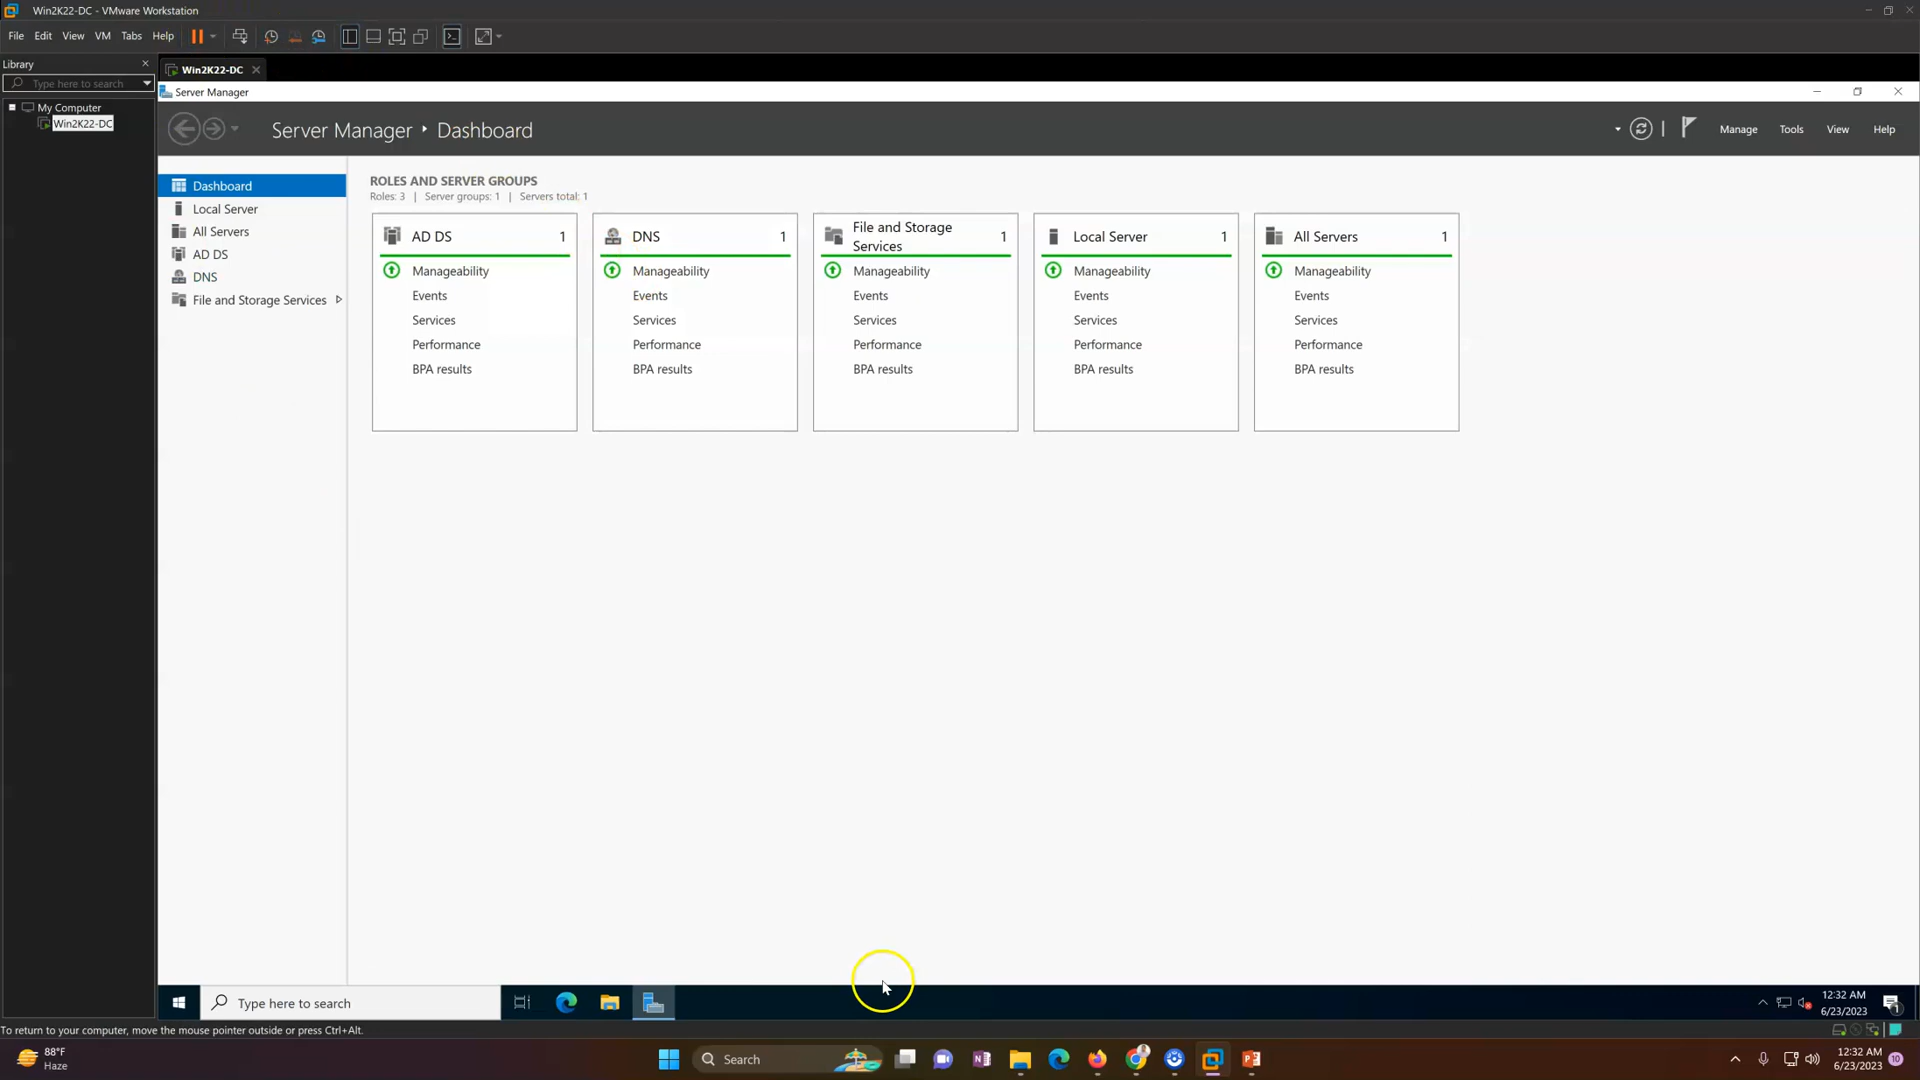 Win2K22-DC - VMware Workstation
File Edit View VM Tabs Help
Library
Type here to search
My Computer
Win2K22-DC
Win2K22-DC
Server Manager
Server Manager ‣ Dashboard
Manage Tools View Help
Dashboard
Local Server
All Servers
AD DS
DNS
File and Storage Services
ROLES AND SERVER GROUPS
Roles: 3 | Server groups: 1 | Servers total: 1
AD DS 1
Manageability
Events
Services
Performance
BPA results
DNS 1
Manageability
Events
Services
Performance
BPA results
File and Storage
Services 1
Manageability
Events
Services
Performance
BPA results
Local Server 1
Manageability
Events
Services
Performance
BPA results
All Servers 1
Manageability
Events
Services
Performance
BPA results
Type here to search
12:32 AM
6/23/2023
1
To return to your computer, move the mouse pointer outside or press Ctrl+Alt.
88°F
Haze
Search
12:32 AM
6/23/2023
10